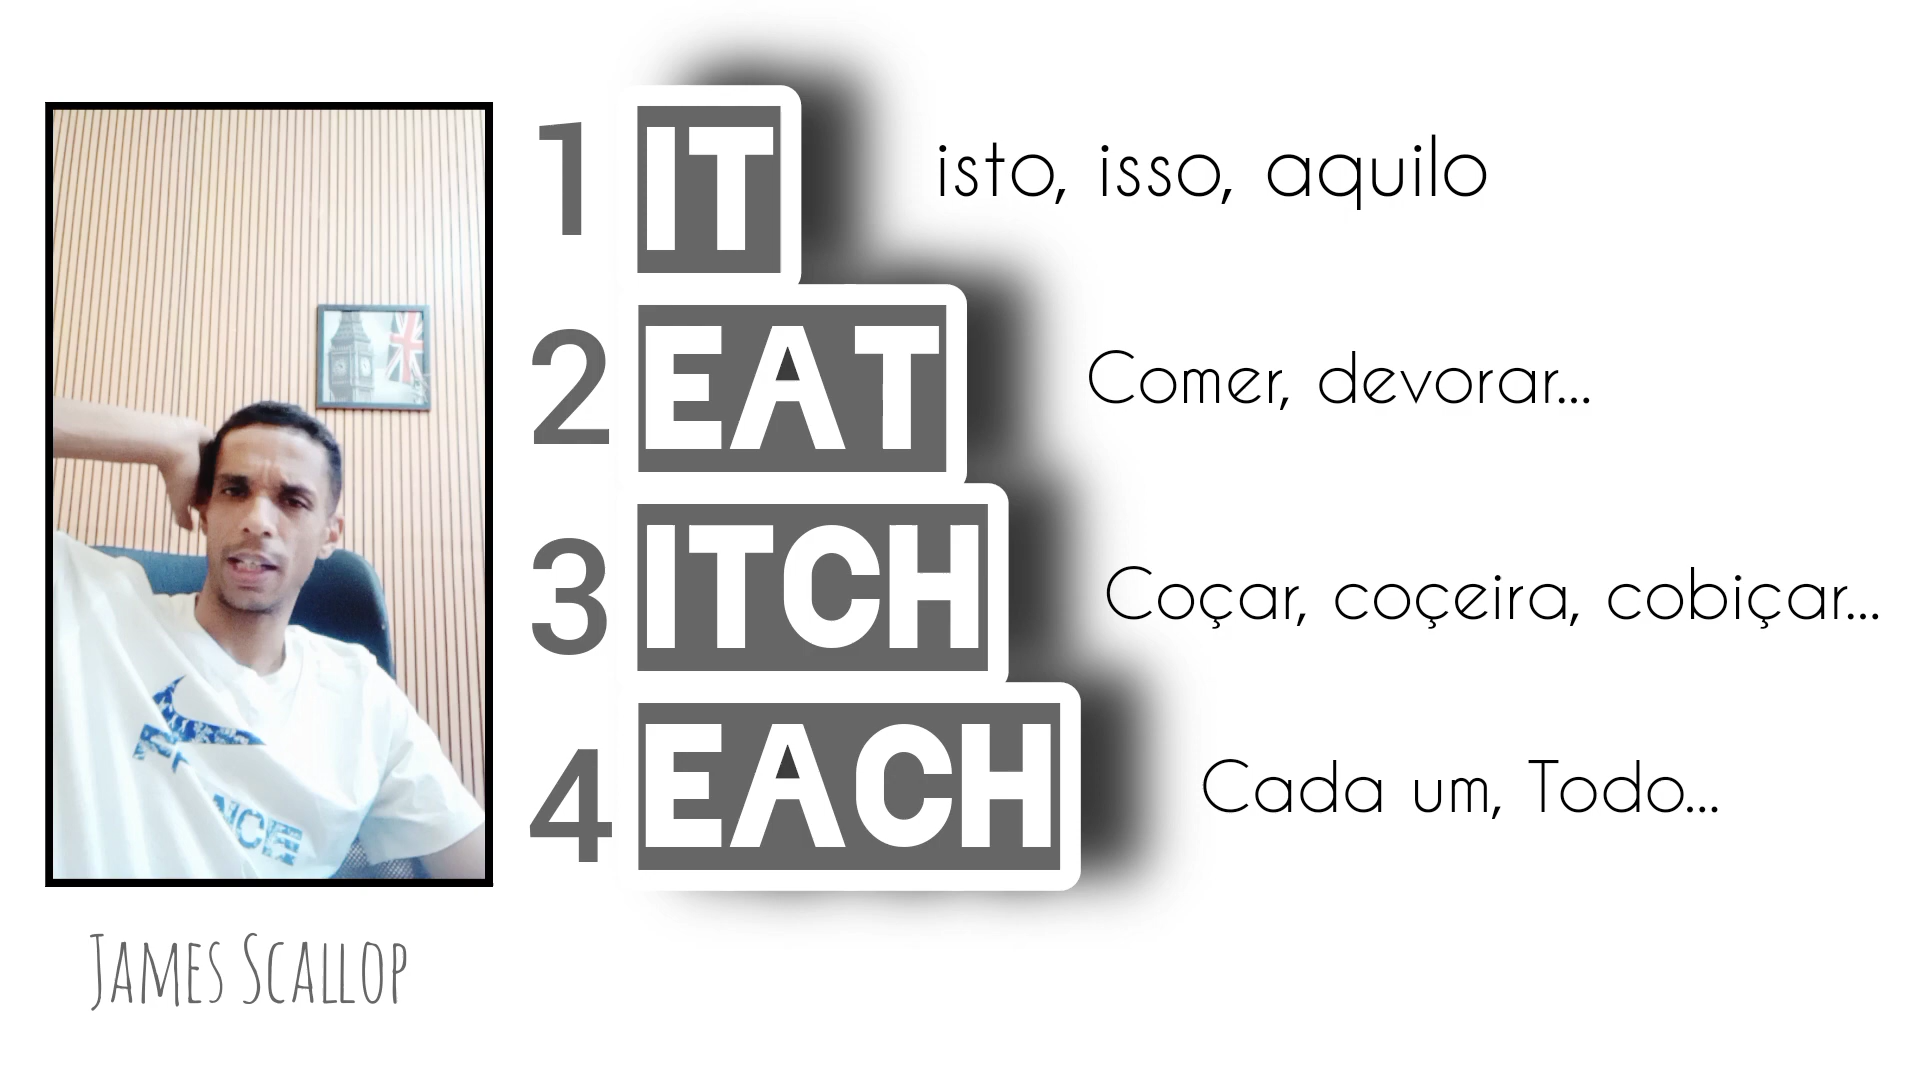 1 IT isto, isso, aquilo
2 EAT Comer, devorar...
3 ITCH Coçar, coçeira, cobiçar...
4 EACH Cada um, Todo...
JAMES SCALLOP